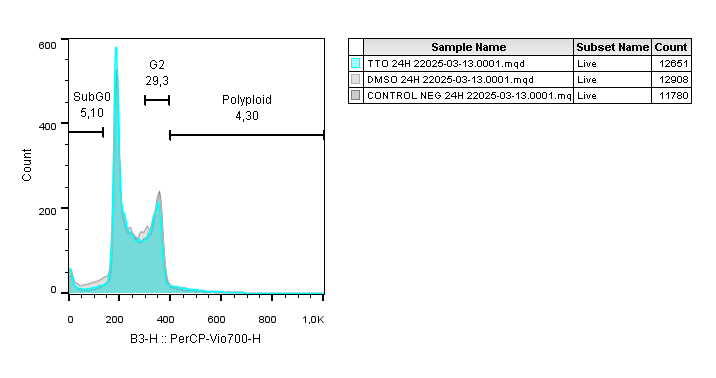 600
400
200
0
Count
SubG0
5,10
G2
29,3
Polyploid
4,30
0 200 400 600 800 1,0K
B3-H :: PerCP-Vio700-H
Sample Name Subset Name Count
TTO 24H 22025-03-13.0001.mqd Live 12651
DMSO 24H 22025-03-13.0001.mqd Live 12908
CONTROL NEG 24H 22025-03-13.0001.mq Live 11780